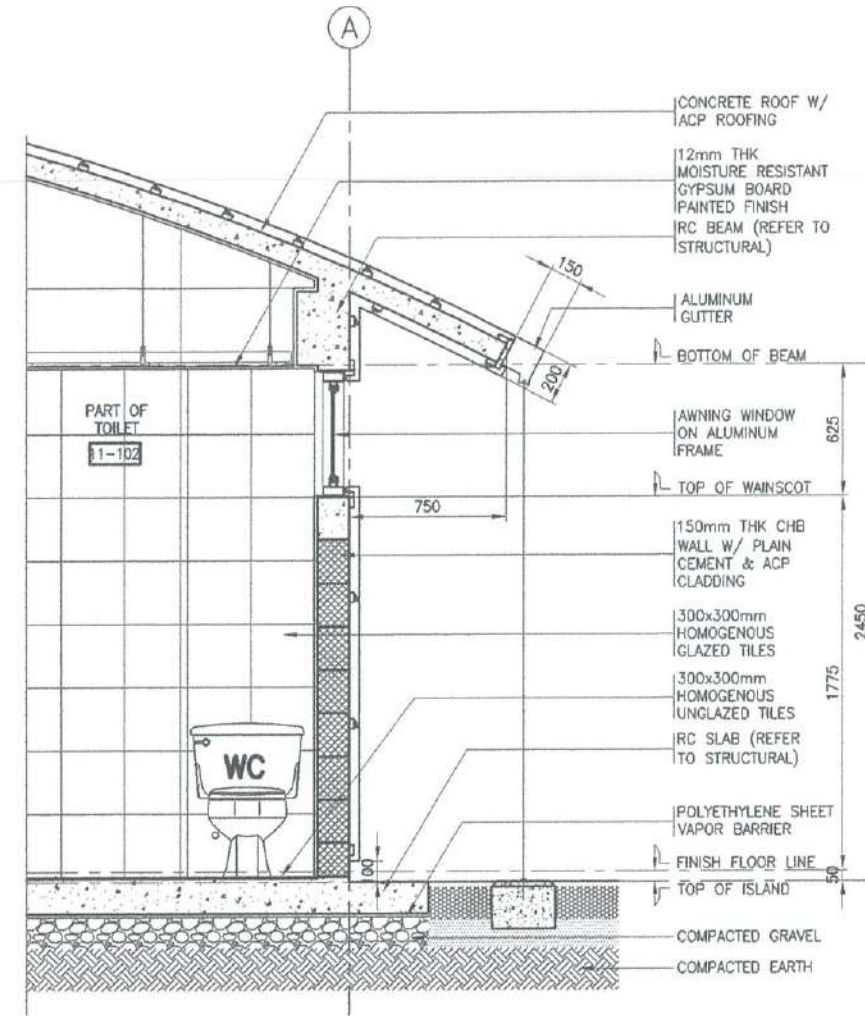 A
CONCRETE ROOF W/
ACP ROOFING
12mm THK
MOISTURE RESISTANT
GYPSUM BOARD
PAINTED FINISH
RC BEAM (REFER TO
STRUCTURAL)
150
ALUMINUM
GUTTER
BOTTOM OF BEAM
200
PART OF
TOILET
11-102
625
AWNING WINDOW
ON ALUMINUM
FRAME
TOP OF WAINSCOT
750
150mm THK CHB
WALL W/ PLAIN
CEMENT & ACP
CLADDING
2450
300x300mm
HOMOGENOUS
GLAZED TILES
1775
300x300mm
HOMOGENOUS
UNGLAZED TILES
RC SLAB (REFER
TO STRUCTURAL)
WC
POLYETHYLENE SHEET
VAPOR BARRIER
100
FINISH FLOOR LINE
50
TOP OF ISLAND
COMPACTED GRAVEL
COMPACTED EARTH